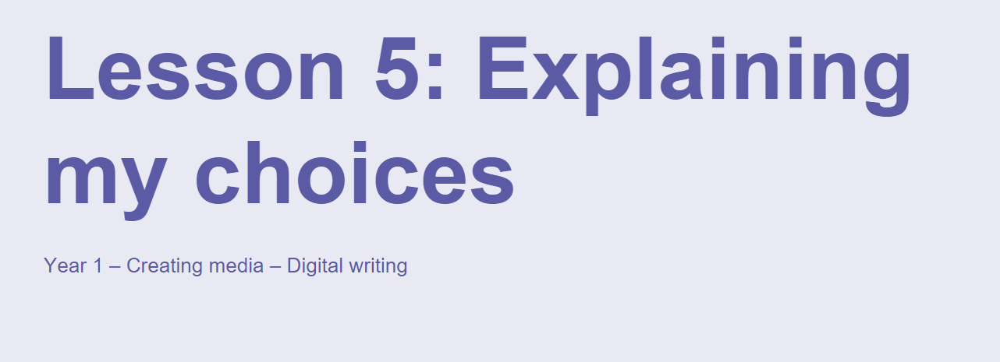 Lesson 5: Explaining
my choices
Year 1 – Creating media – Digital writing